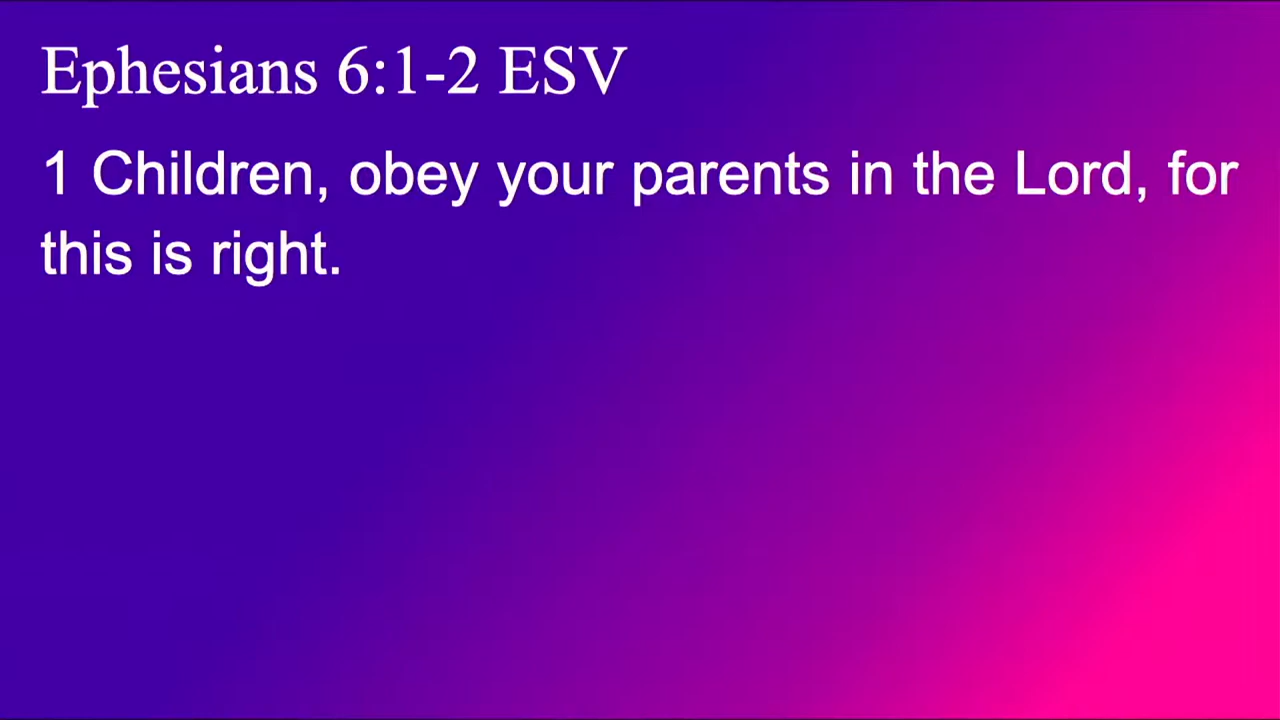 Ephesians 6:1-2 ESV
1 Children, obey your parents in the Lord, for
this is right.